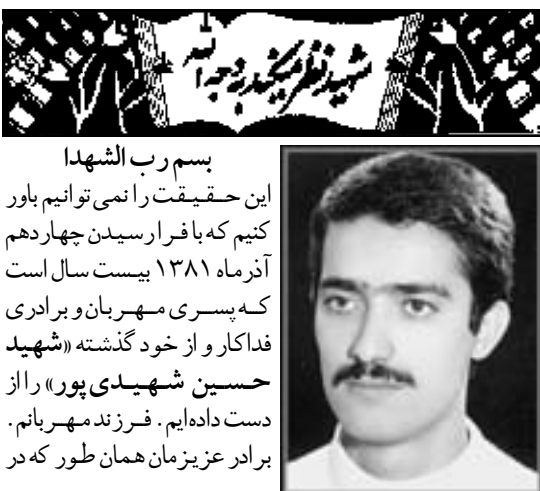 شهید نظر میکند به وجه الله
بسم رب الشهدا
این حقیقت را نمی توانیم باور
کنیم که با فرا رسیدن چهاردهم
آذرماه ۱۳۸۱ بیست سال است
که پسری مهربان و برادری
فداکار و از خود گذشته «شهید
حسین شهیدی پور» را از
دست داده‌ایم. فرزند مهربانم.
برادر عزیزمان همان طور که در